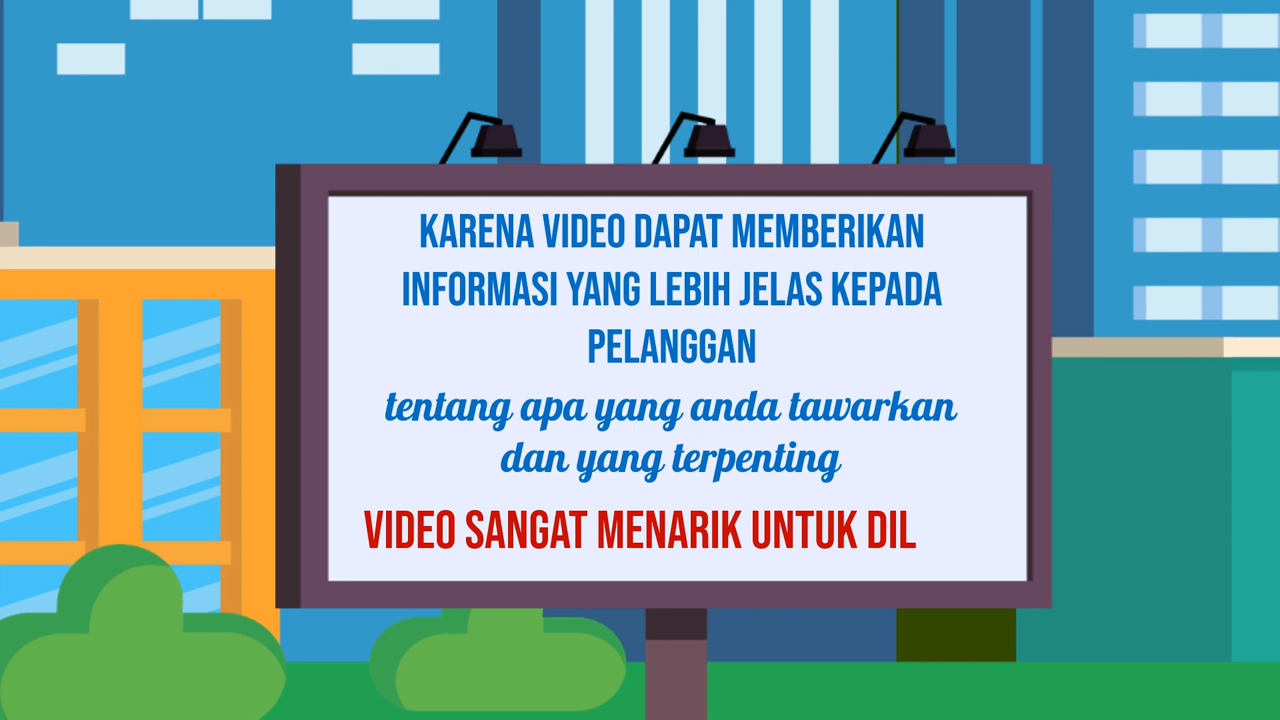 KARENA VIDEO DAPAT MEMBERIKAN
INFORMASI YANG LEBIH JELAS KEPADA
PELANGGAN
tentang apa yang anda tawarkan
dan yang terpenting
VIDEO SANGAT MENARIK UNTUK DIL